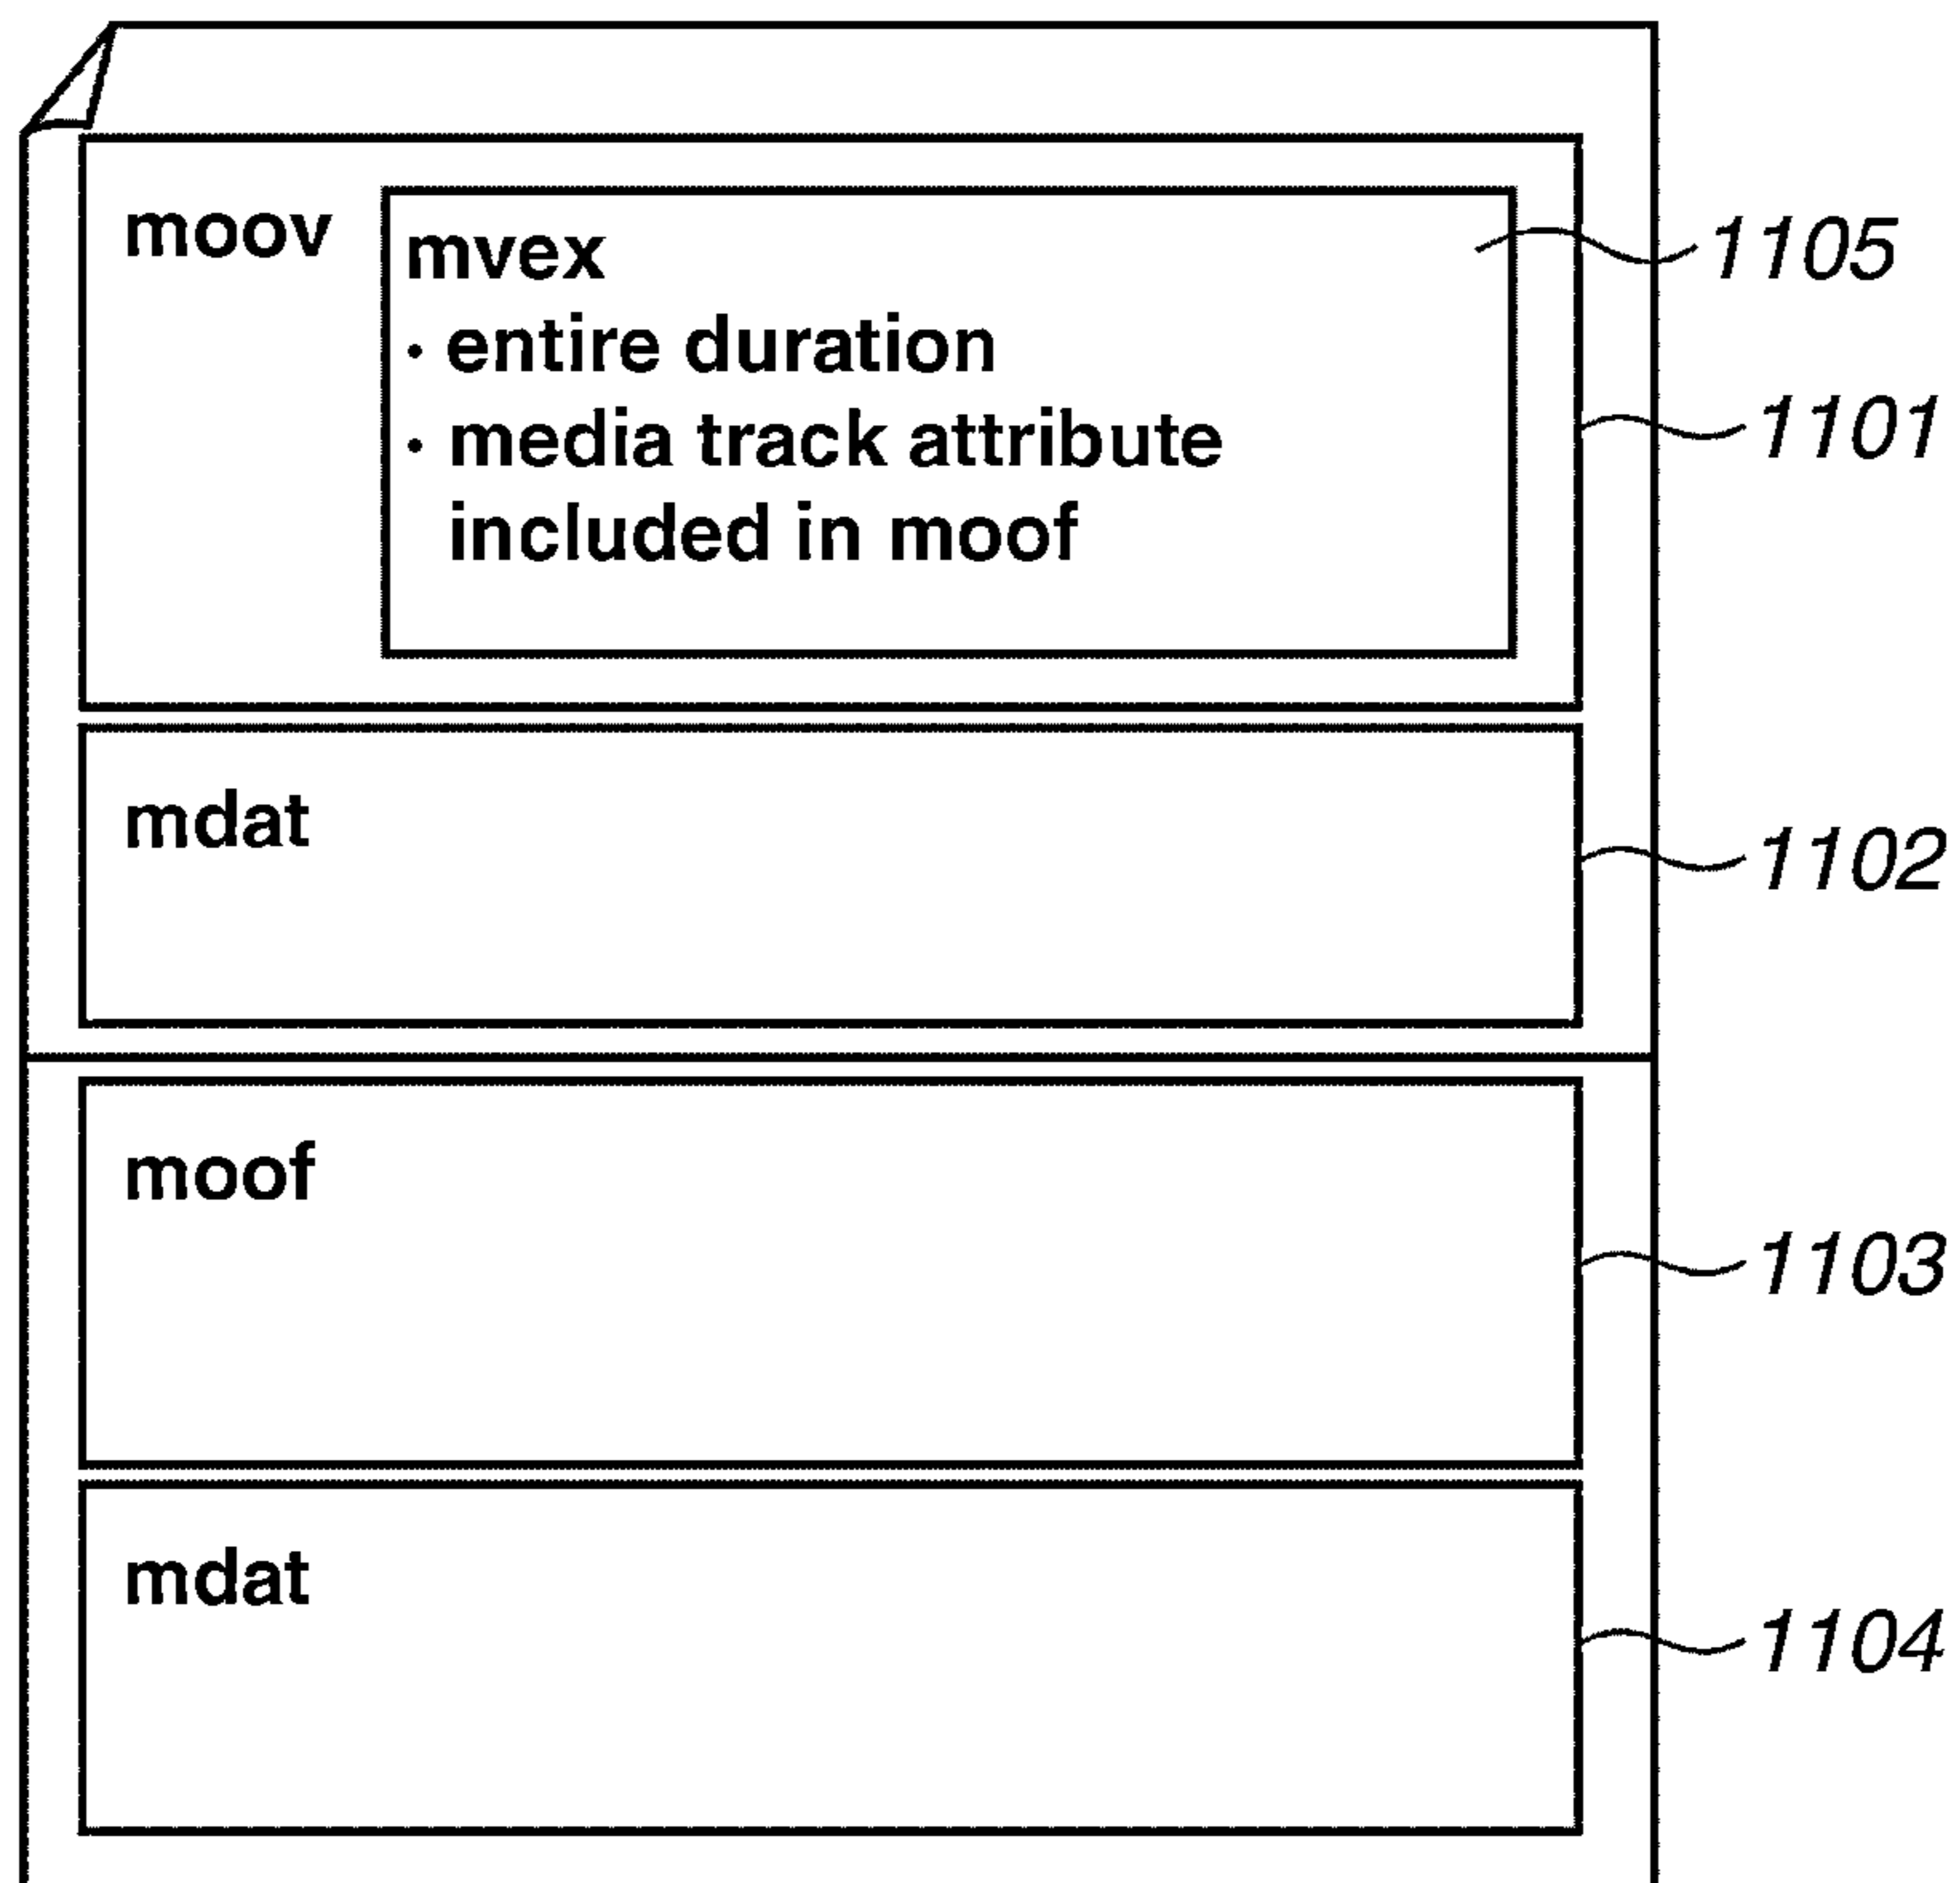 moov
mvex
· entire duration
· media track attribute
included in moof
1105
1101
mdat
1102
moof
1103
mdat
1104